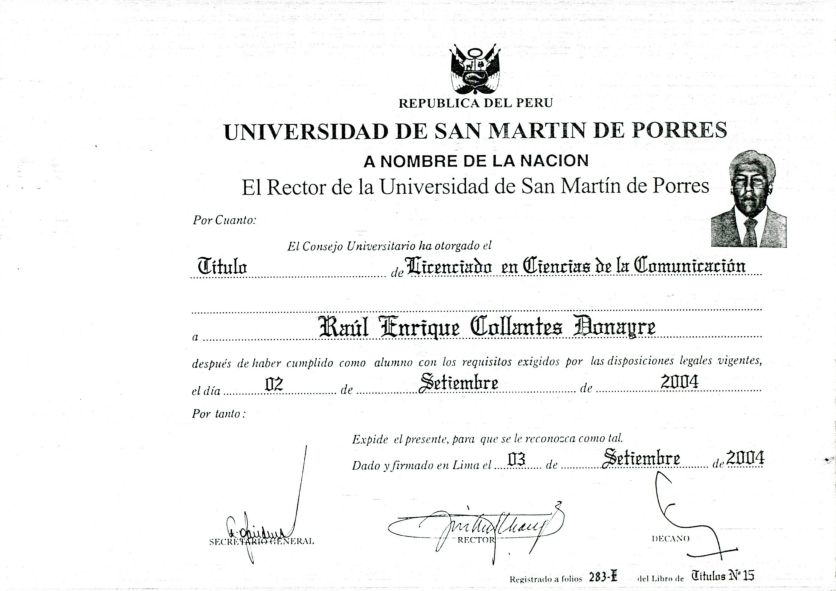 REPUBLICA DEL PERU
UNIVERSIDAD DE SAN MARTIN DE PORRES
A NOMBRE DE LA NACION
El Rector de la Universidad de San Martín de Porres
Por Cuanto:
El Consejo Universitario ha otorgado el
Título de Licenciado en Ciencias de la Comunicación
a Raúl Enrique Collantes Donayre
después de haber cumplido como alumno con los requisitos exigidos por las disposiciones legales vigentes,
el día 02 de Setiembre de 2004
Por tanto:
Expide el presente, para que se le reconozca como tal.
Dado y firmado en Lima el 03 de Setiembre de 2004
SECRETARIO GENERAL
RECTOR
DECANO
Registrado a folios 283-I del Libro de Títulos Nº 15